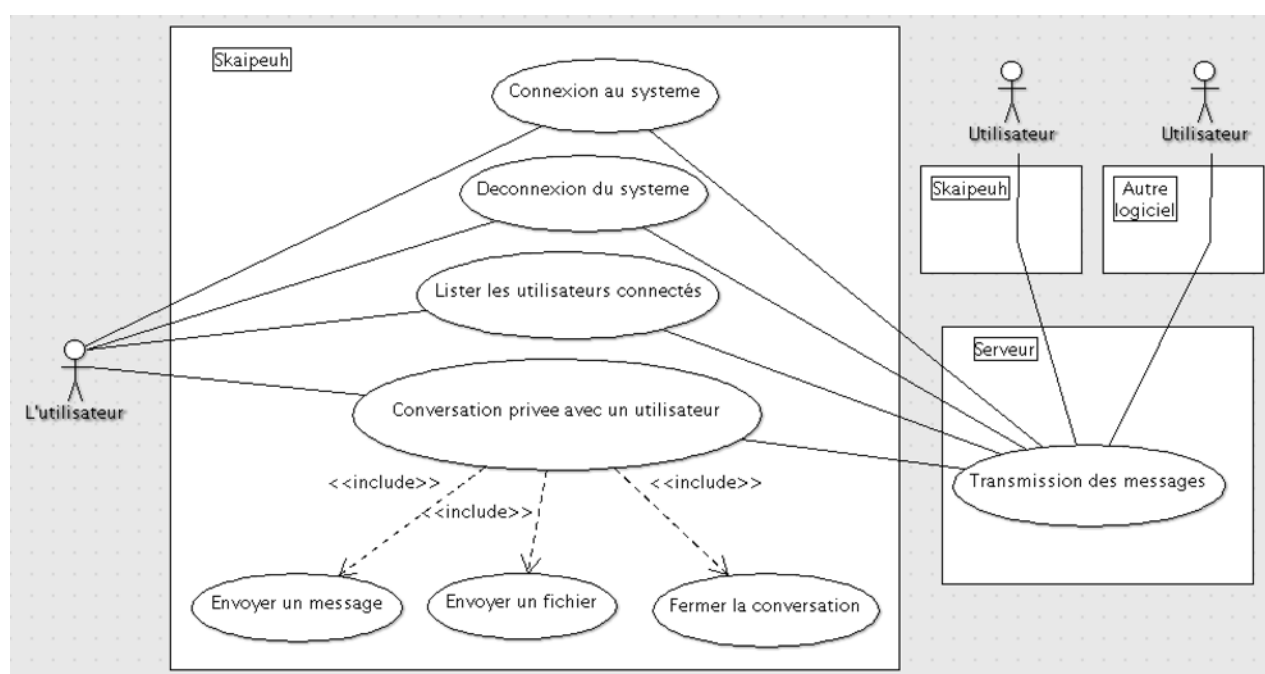 Skaipeuh
Connexion au systeme
Utilisateur
Utilisateur
Deconnexion du systeme
Skaipeuh
Autre
logiciel
Lister les utilisateurs connectés
Serveur
L'utilisateur
Conversation privee avec un utilisateur
Transmission des messages
<<include>>
<<include>>
<<include>>
Envoyer un message
Envoyer un fichier
Fermer la conversation